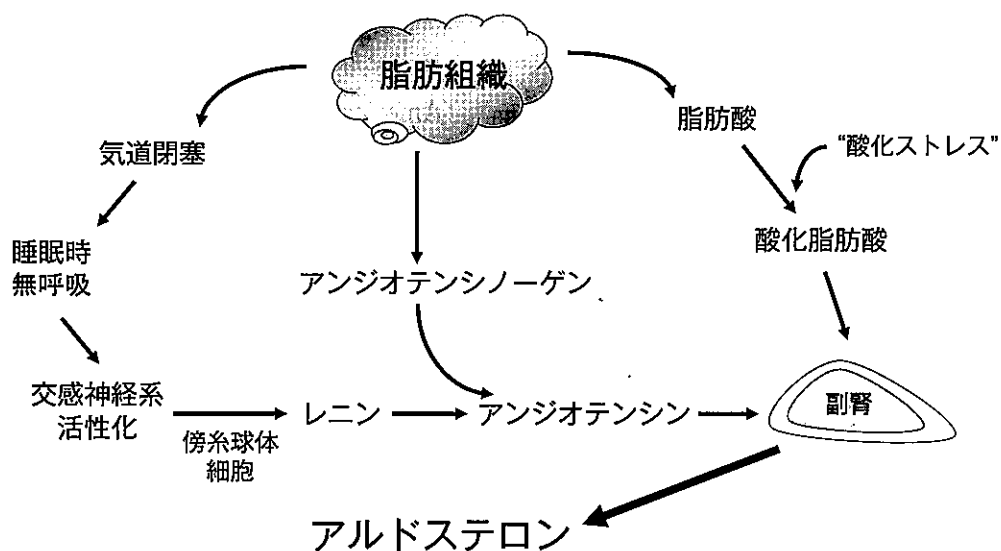 脂肪組織
脂肪酸
“酸化ストレス”
気道閉塞
酸化脂肪酸
睡眠時
無呼吸
アンジオテンシノーゲン
交感神経系
活性化
レニン
アンジオテンシン
副腎
傍糸球体
細胞
アルドステロン